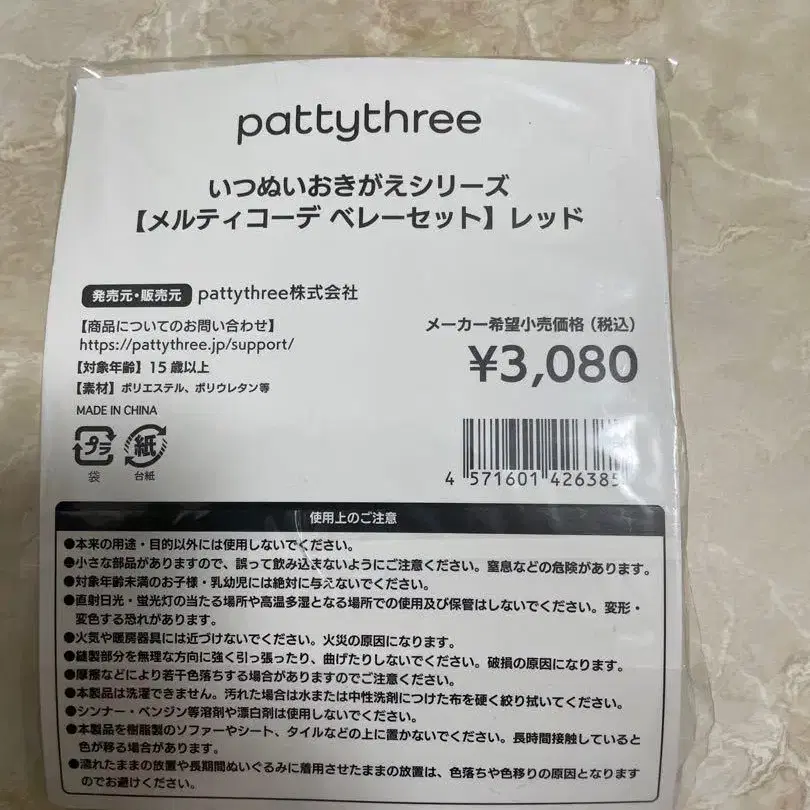 pattythree
いつぬいおきがえシリーズ
【メルティコーデ ベレーセット】レッド
発売元・販売元 pattythree株式会社
【商品についてのお問い合わせ】
https://pattythree.jp/support/
【対象年齢】15歳以上
【素材】ポリエステル、ポリウレタン等
MADE IN CHINA
プラ
袋
紙
台紙
メーカー希望小売価格（税込）
¥3,080
4 571601 426385
使用上のご注意
●本来の用途・目的以外には使用しないでください。
●小さな部品がありますので、誤って飲み込まないようにご注意ください。窒息などの危険があります。
●対象年齢未満のお子様・乳幼児には絶対に与えないでください。
●直射日光・蛍光灯の当たる場所や高温多湿となる場所での使用及び保管はしないでください。変形・
変色する恐れがあります。
●火気や暖房器具には近づけないでください。火災の原因になります。
●縫製部分を無理な方向に強く引っ張ったり、曲げたりしないでください。破損の原因になります。
●摩擦などにより若干色落ちする場合がありますのでご注意ください。
●本製品は洗濯できません。汚れた場合は水または中性洗剤につけた布を硬く絞り拭いてください。
●シンナー・ベンジン等溶剤や漂白剤は使用しないでください。
●本製品を樹脂製のソファーやシート、タイルなどの上に置かないでください。長時間接触していると
色が移る場合があります。
●濡れたままの放置や長期間ぬいぐるみに着用させたままの放置は、色落ちや色移りの原因となります
のでお避けください。